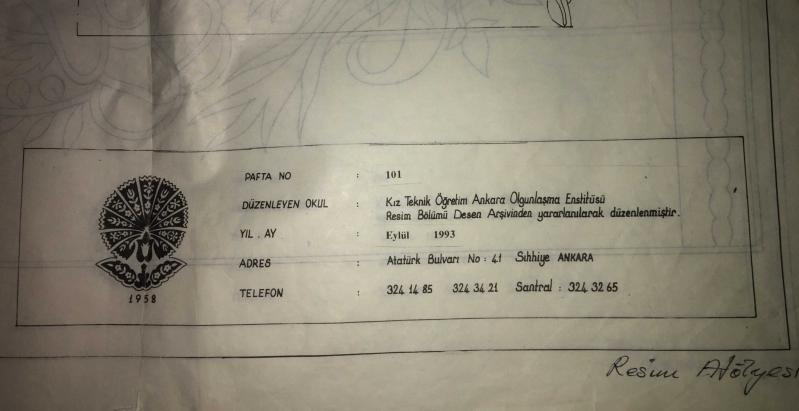 PAFTA NO : 101
DÜZENLEYEN OKUL : Kız Teknik Öğretim Ankara Olgunlaşma Enstitüsü
Resim Bölümü Desen Arşivinden yararlanılarak düzenlenmiştir.
YIL . AY : Eylül 1993
ADRES : Atatürk Bulvarı No : 41 Sıhhiye ANKARA
TELEFON : 324 14 85 324 34 21 Santral : 324 32 65
1958
Resim Atölyesi